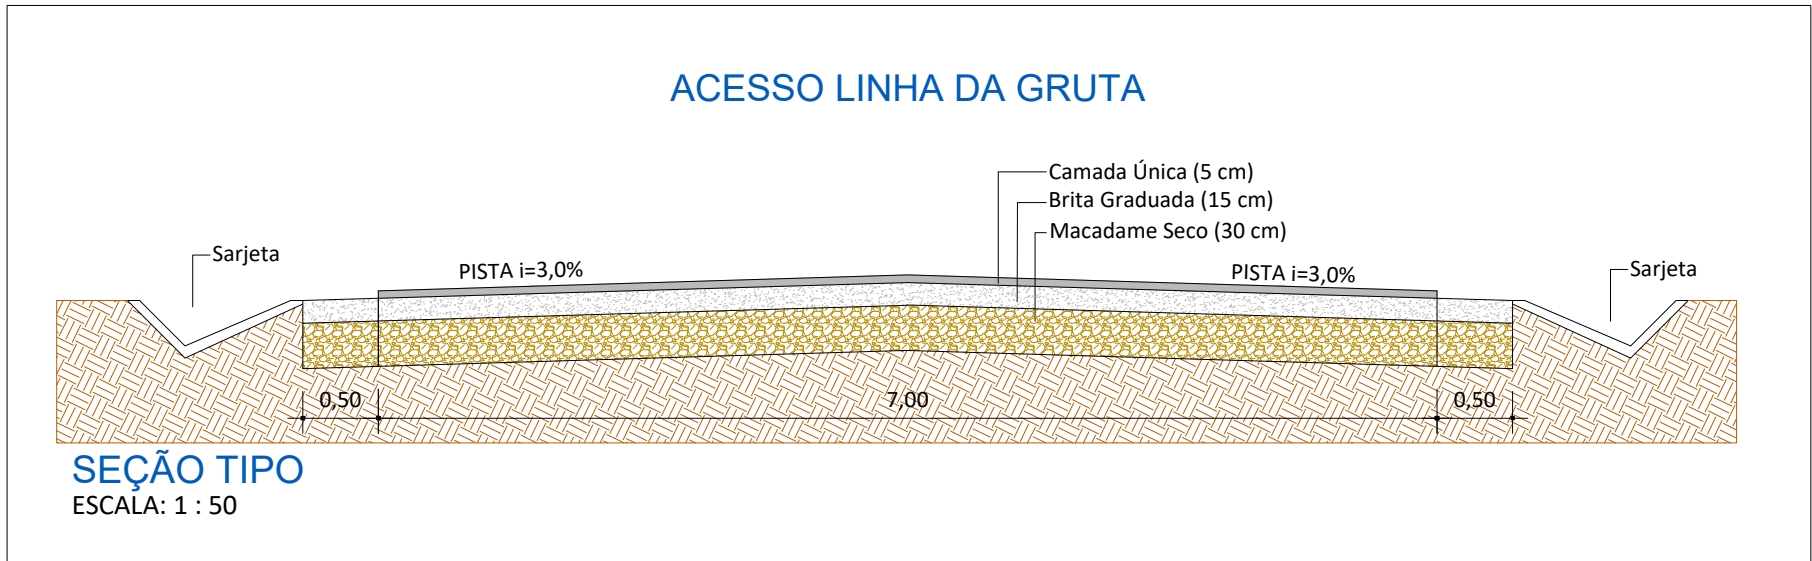 ACESSO LINHA DA GRUTA
Camada Única (5 cm)
Brita Graduada (15 cm)
Macadame Seco (30 cm)
Sarjeta
Sarjeta
PISTA i=3,0%
PISTA i=3,0%
0,50
7,00
0,50
SEÇÃO TIPO
ESCALA: 1 : 50